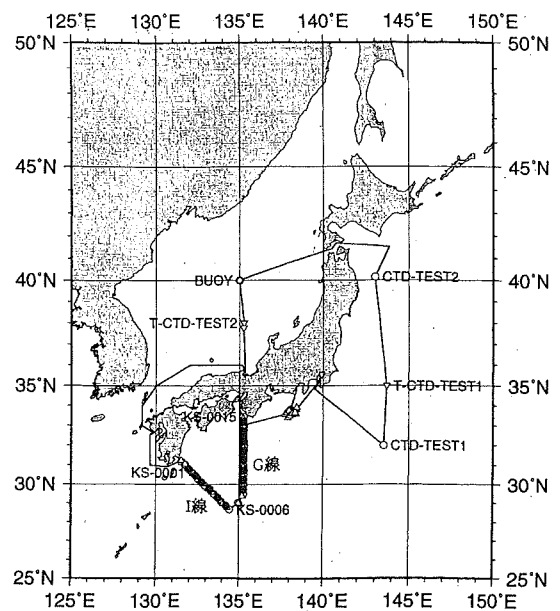 125°E 130°E 135°E 140°E 145°E 150°E
50°N 50°N
45°N 45°N
BUOY
CTD-TEST2
40°N 40°N
T-CTD-TEST2
35°N 35°N
T-CTD-TEST1
KS-0015
CTD-TEST1
KS-0001
G線
30°N 30°N
I線
KS-0006
25°N 25°N
125°E 130°E 135°E 140°E 145°E 150°E